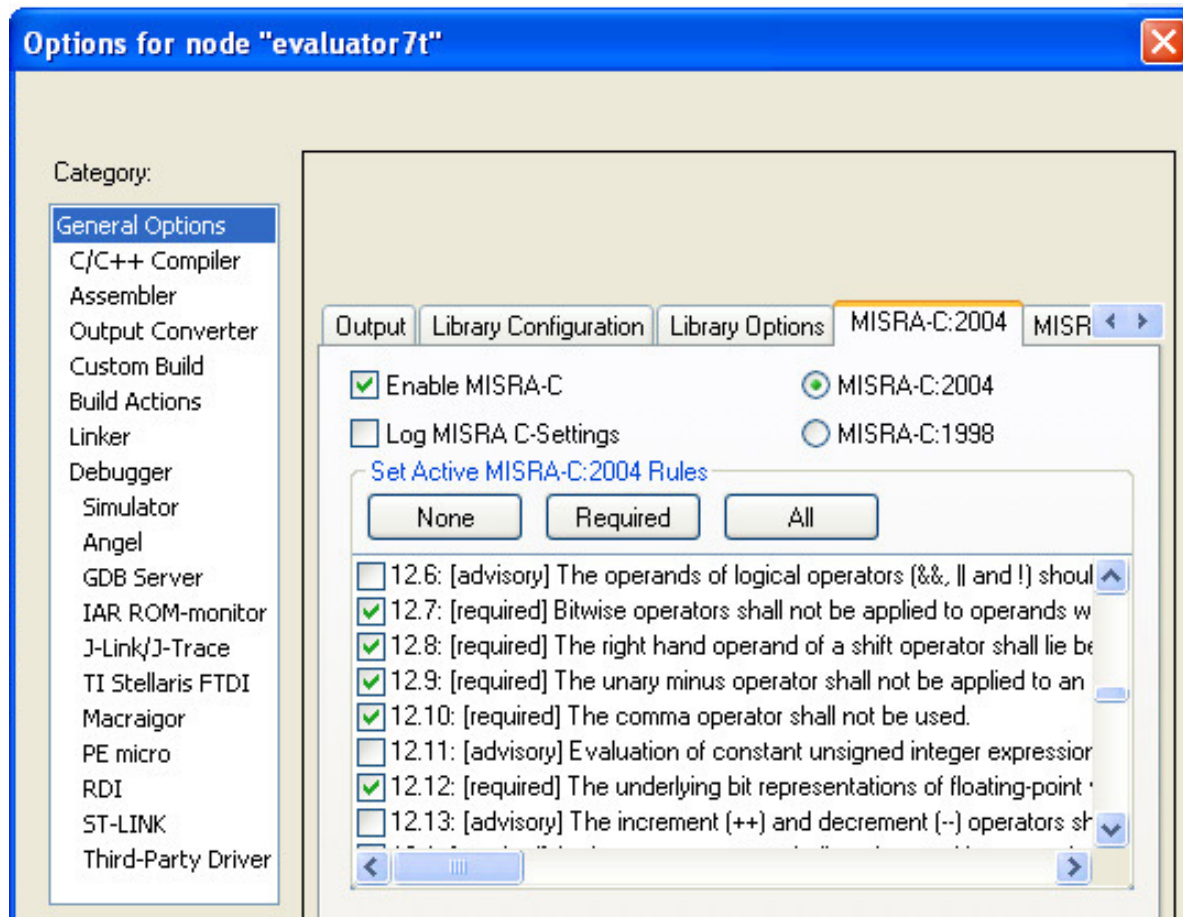 Options for node "evaluator7t"
Category:
General Options
C/C++ Compiler
Assembler
Output Converter
Custom Build
Build Actions
Linker
Debugger
Simulator
Angel
GDB Server
IAR ROM-monitor
J-Link/J-Trace
TI Stellaris FTDI
Macraigor
PE micro
RDI
ST-LINK
Third-Party Driver
Output Library Configuration Library Options MISRA-C:2004 MISR
Enable MISRA-C
MISRA-C:2004
Log MISRA C-Settings
MISRA-C:1998
Set Active MISRA-C:2004 Rules
None Required All
12.6: [advisory] The operands of logical operators (&&, || and !) shoul
12.7: [required] Bitwise operators shall not be applied to operands w
12.8: [required] The right hand operand of a shift operator shall lie be
12.9: [required] The unary minus operator shall not be applied to an
12.10: [required] The comma operator shall not be used.
12.11: [advisory] Evaluation of constant unsigned integer expression
12.12: [required] The underlying bit representations of floating-point
12.13: [advisory] The increment (++) and decrement (--) operators sh